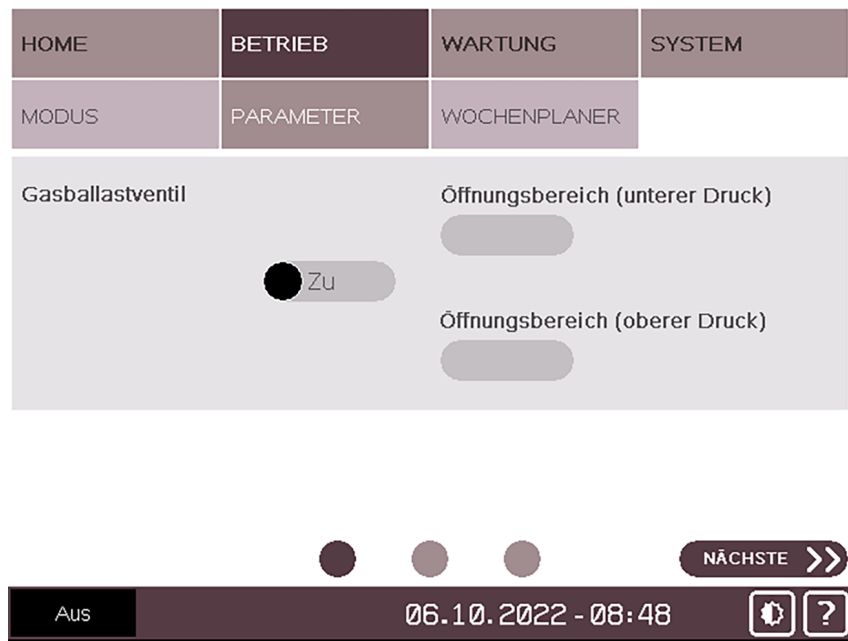 HOME BETRIEB WARTUNG SYSTEM
MODUS PARAMETER WOCHENPLANER
Gasballastventil
Öffnungsbereich (unterer Druck)
Zu
Öffnungsbereich (oberer Druck)
NÄCHSTE
Aus 06.10.2022 - 08:48 ?